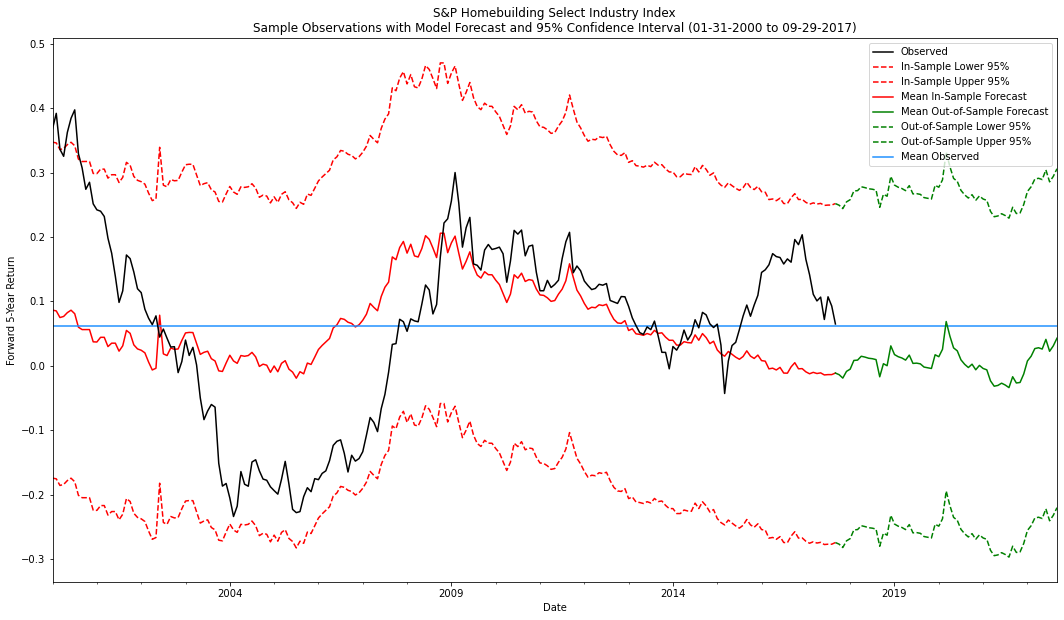 S&P Homebuilding Select Industry Index
Sample Observations with Model Forecast and 95% Confidence Interval (01-31-2000 to 09-29-2017)
Observed
In-Sample Lower 95%
In-Sample Upper 95%
Mean In-Sample Forecast
Mean Out-of-Sample Forecast
Out-of-Sample Lower 95%
Out-of-Sample Upper 95%
Mean Observed
Forward 5-Year Return
0.5
0.4
0.3
0.2
0.1
0.0
−0.1
−0.2
−0.3
2004
2009
2014
2019
Date